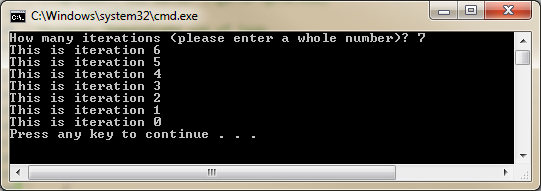 C:\Windows\system32\cmd.exe
How many iterations (please enter a whole number)? 7
This is iteration 6
This is iteration 5
This is iteration 4
This is iteration 3
This is iteration 2
This is iteration 1
This is iteration 0
Press any key to continue . . .